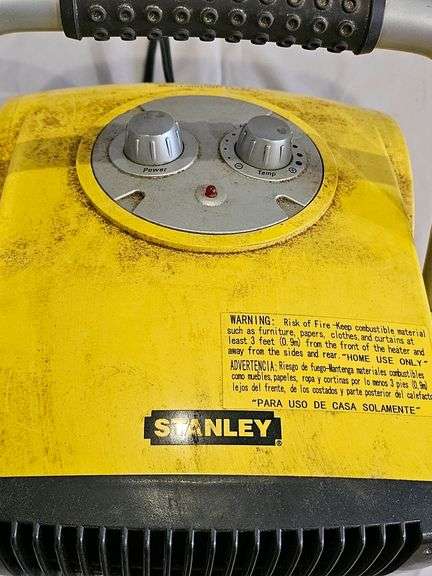 Power
Temp
WARNING: Risk of Fire-Keep combustible material
such as furniture, papers, clothes, and curtains at
least 3 feet (0.9m) from the front of the heater and
away from the sides and rear. "HOME USE ONLY"
ADVERTENCIA: Riesgo de fuego-Mantenga materiales combustibles
como muebles, papeles, ropa y cortinas por lo menos 3 pies (0.9m)
lejos del frente, de los costados y parte posterior del calefacto
"PARA USO DE CASA SOLAMENTE"
STANLEY®